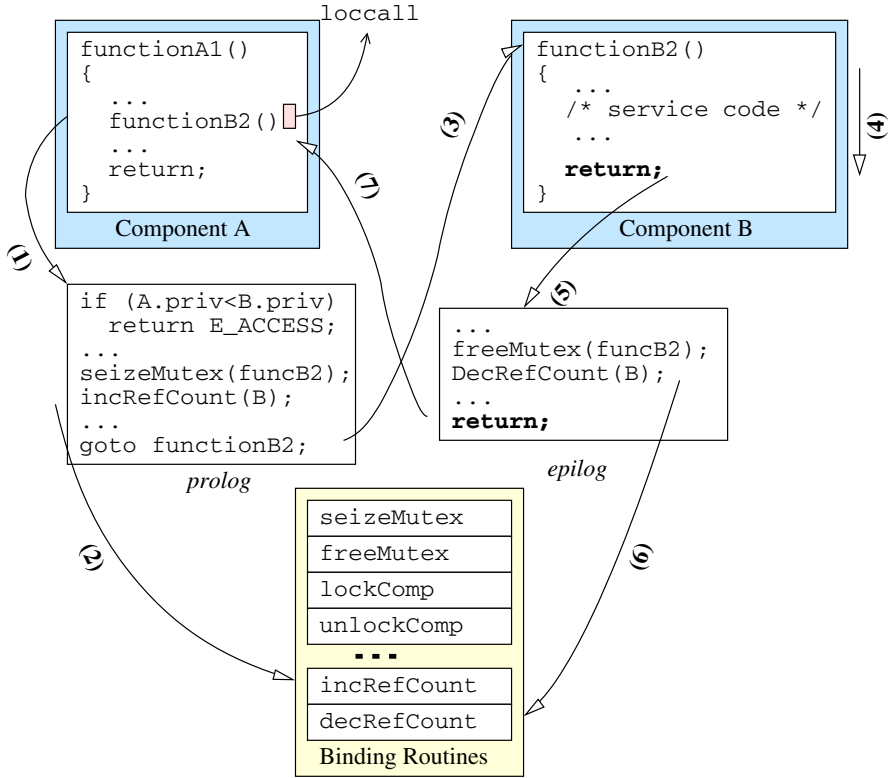 loccall
functionA1()
{
...
functionB2()
...
return;
}
Component A
functionB2()
{
...
/* service code */
...
return;
}
Component B
(1)
(2)
(3)
(4)
(5)
(6)
(7)
if (A.priv<B.priv)
return E_ACCESS;
...
seizeMutex(funcB2);
incRefCount(B);
...
goto functionB2;
prolog
...
freeMutex(funcB2);
DecRefCount(B);
...
return;
epilog
seizeMutex
freeMutex
lockComp
unlockComp
...
incRefCount
decRefCount
Binding Routines